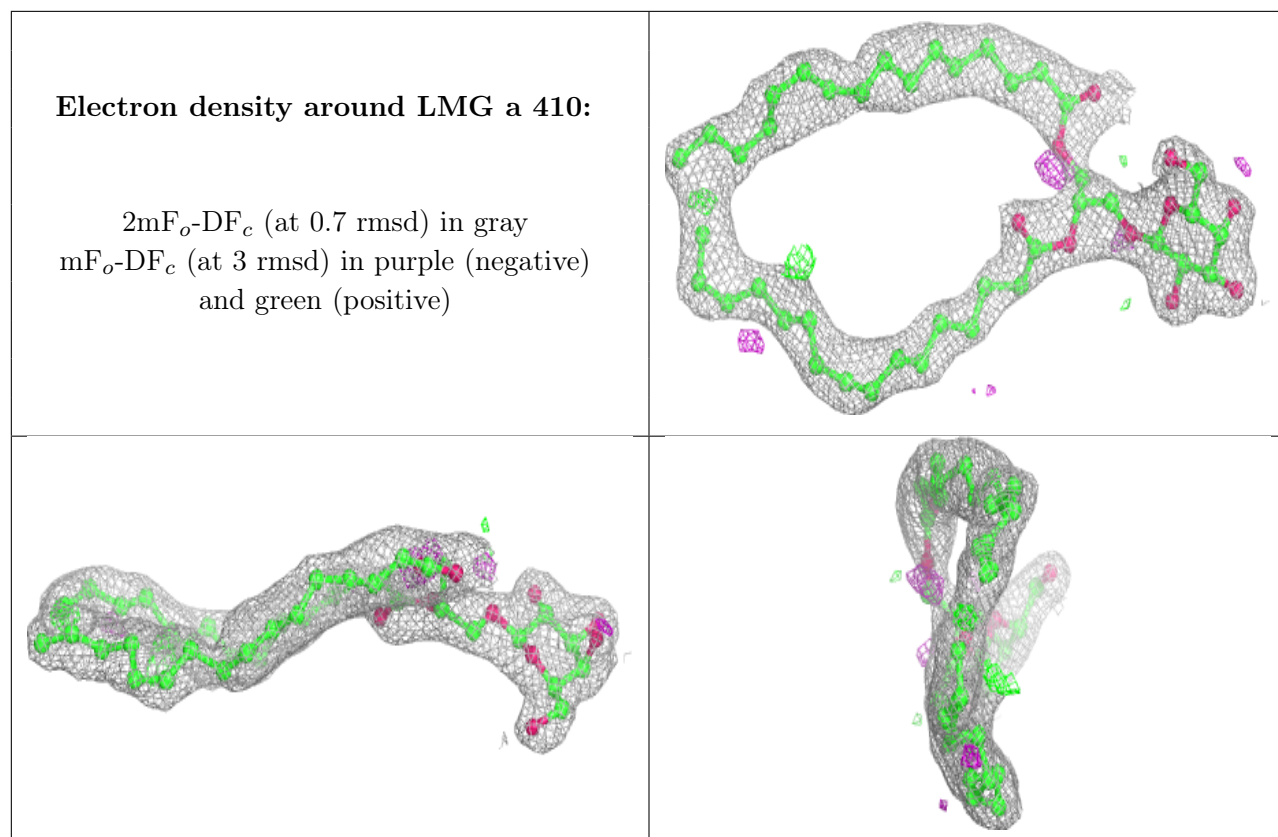 Electron density around LMG a 410:
2mFo-DFc (at 0.7 rmsd) in gray
mFo-DFc (at 3 rmsd) in purple (negative)
and green (positive)